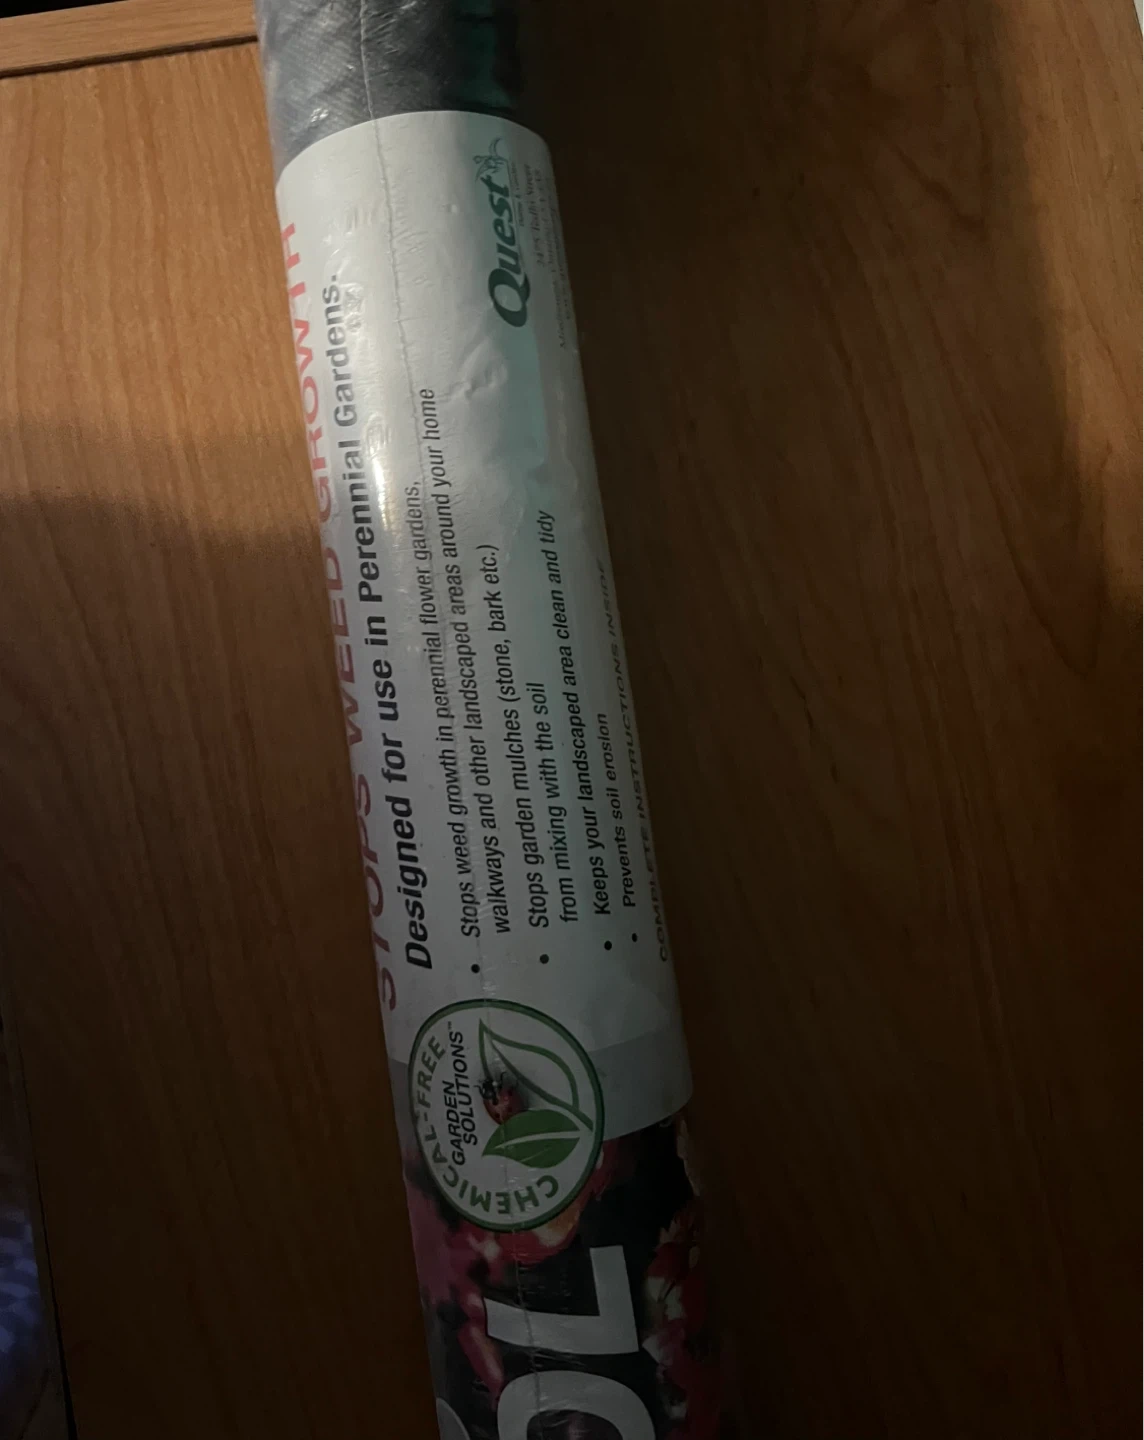 OL
CHEMICAL-FREE
GARDEN
SOLUTIONS™
STOPS WEED GROWTH
Designed for use in Perennial Gardens.
• Stops weed growth in perennial flower gardens,
walkways and other landscaped areas around your home
• Stops garden mulches (stone, bark etc.)
from mixing with the soil
• Keeps your landscaped area clean and tidy
• Prevents soil erosion
COMPLETE INSTRUCTIONS INSIDE
Quest